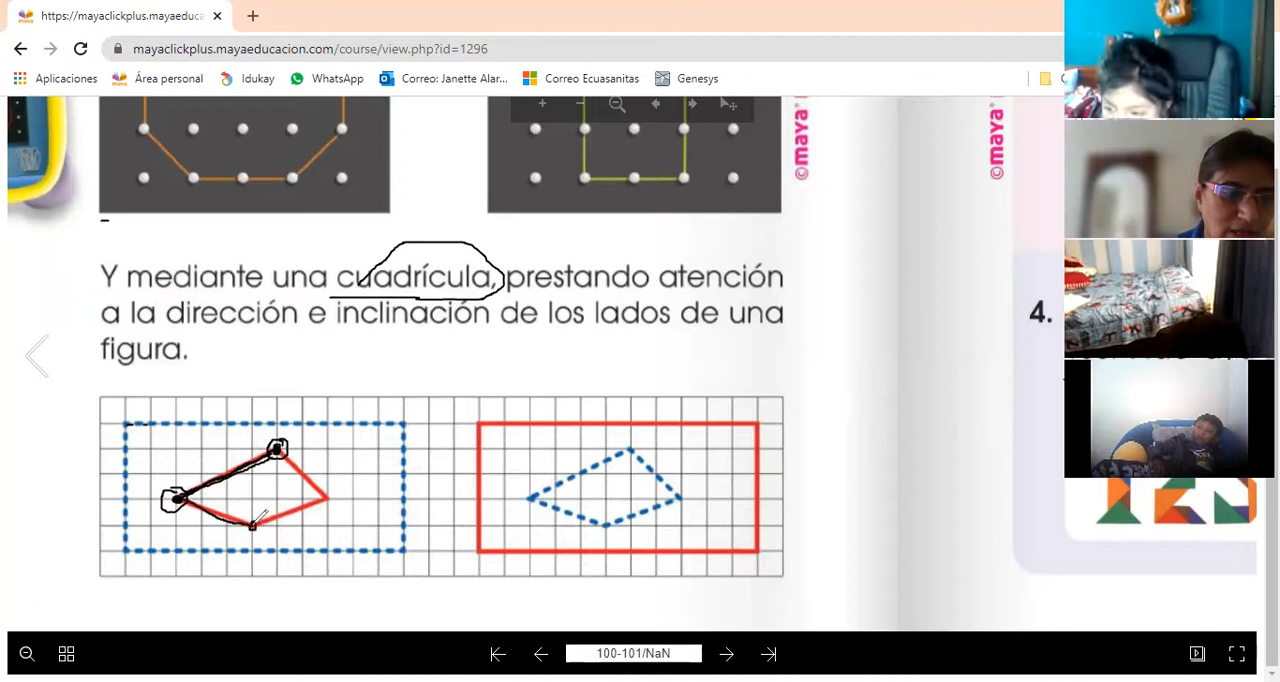 https://mayaclickplus.mayaeduca
mayaclickplus.mayaeducacion.com/course/view.php?id=1296
Aplicaciones Área personal Idukay WhatsApp Correo: Janette Alar... Correo Ecuasanitas Genesys
©maya
©maya
Y mediante una cuadrícula, prestando atención
a la dirección e inclinación de los lados de una
figura.
4.
100-101/NaN